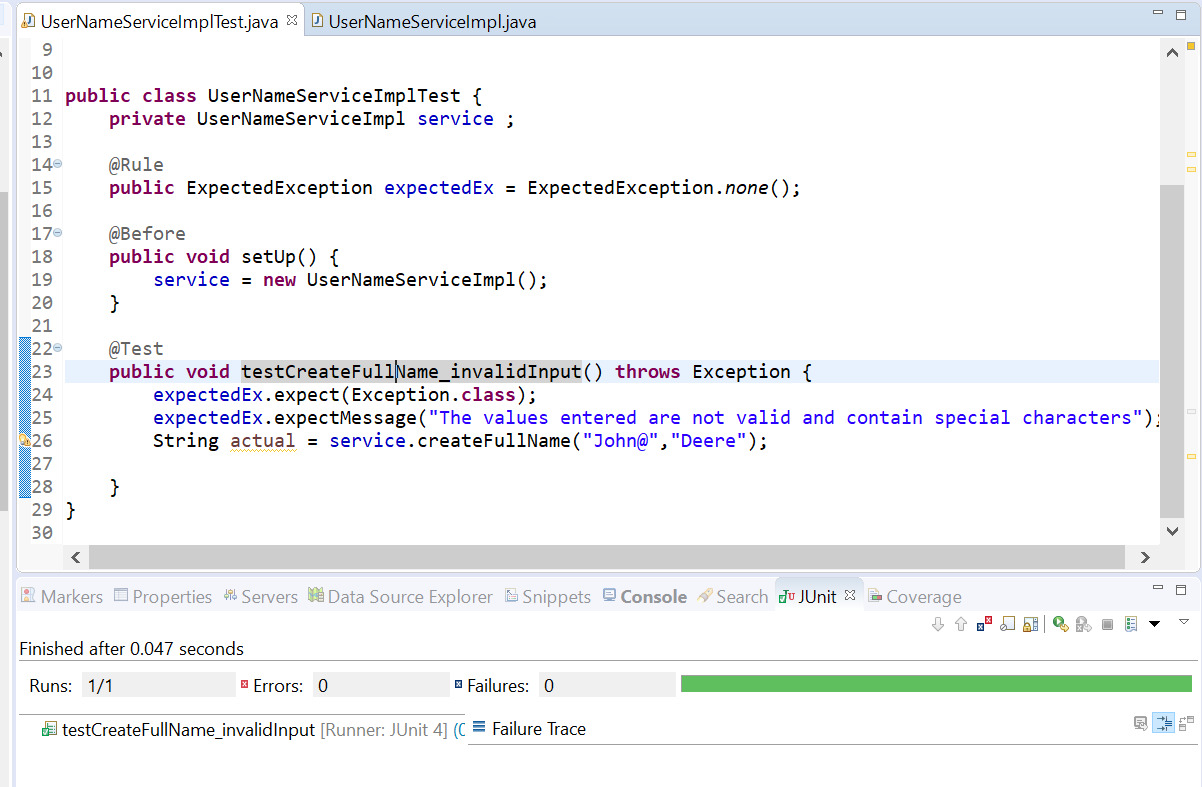 UserNameServiceImplTest.java UserNameServiceImpl.java
9
10
11 public class UserNameServiceImplTest {
12 private UserNameServiceImpl service ;
13
14 @Rule
15 public ExpectedException expectedEx = ExpectedException.none();
16
17 @Before
18 public void setUp() {
19 service = new UserNameServiceImpl();
20 }
21
22 @Test
23 public void testCreateFullName_invalidInput() throws Exception {
24 expectedEx.expect(Exception.class);
25 expectedEx.expectMessage("The values entered are not valid and contain special characters");
26 String actual = service.createFullName("John@","Deere");
27
28 }
29 }
30
Markers Properties Servers Data Source Explorer Snippets Console Search JUnit Coverage
Finished after 0.047 seconds
Runs: 1/1 Errors: 0 Failures: 0
testCreateFullName_invalidInput [Runner: JUnit 4] (0 Failure Trace